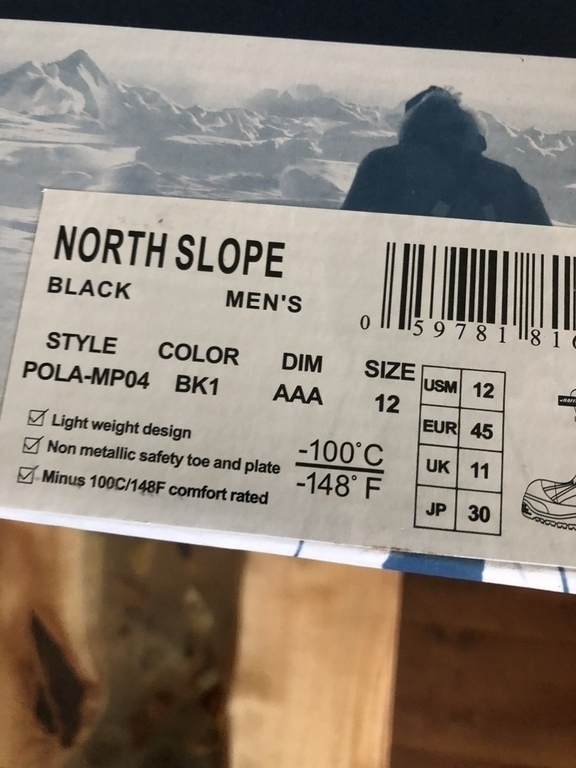 NORTH SLOPE
BLACK MEN'S
STYLE COLOR DIM SIZE
POLA-MP04 BK1 AAA 12
Light weight design
Non metallic safety toe and plate
Minus 100C/148F comfort rated
-100°C
-148°F
USM 12
EUR 45
UK 11
JP 30
0 59781 81